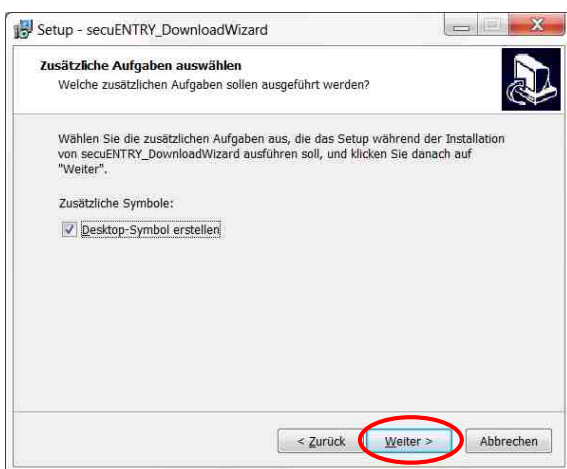 Setup - secuENTRY_DownloadWizard
Zusätzliche Aufgaben auswählen
Welche zusätzlichen Aufgaben sollen ausgeführt werden?
Wählen Sie die zusätzlichen Aufgaben aus, die das Setup während der Installation
von secuENTRY_DownloadWizard ausführen soll, und klicken Sie danach auf
"Weiter".
Zusätzliche Symbole:
Desktop-Symbol erstellen
< Zurück Weiter > Abbrechen